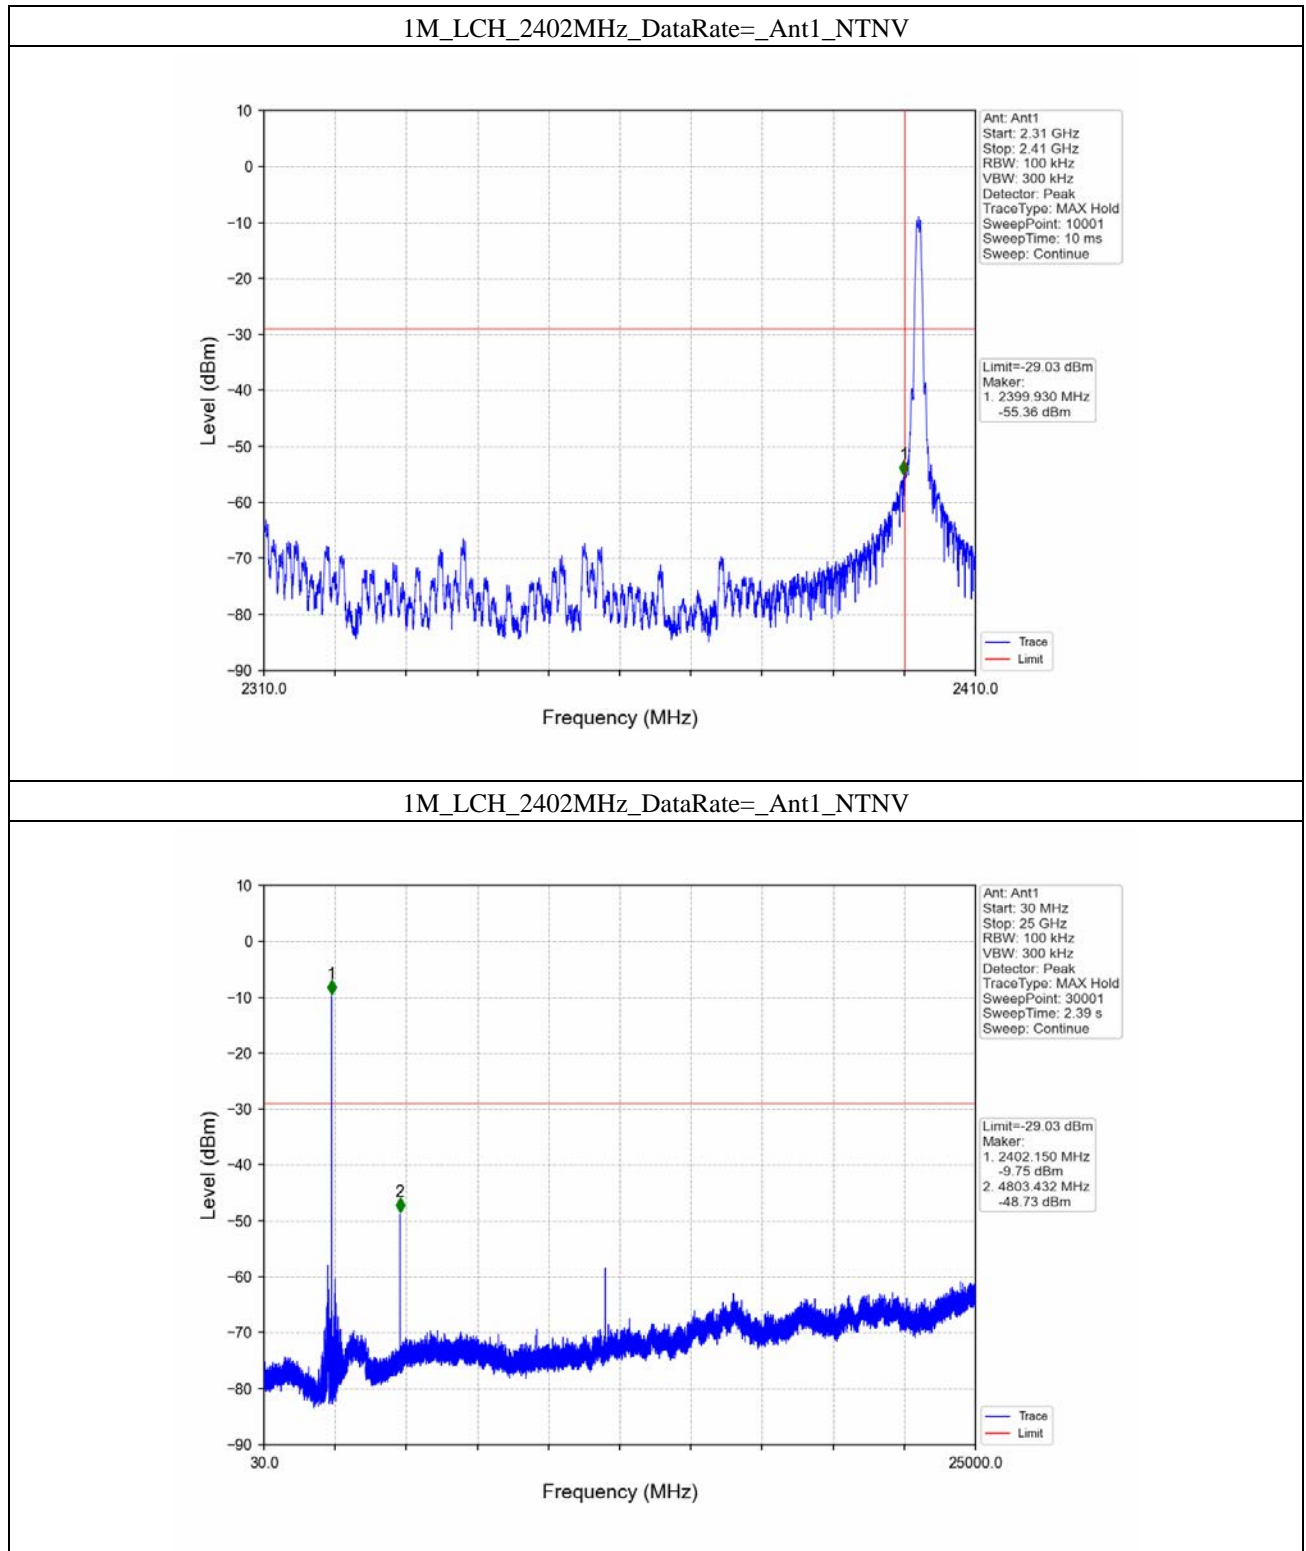 1M_LCH_2402MHz_DataRate=_Ant1_NTNV
10
0
−10
−20
−30
−40
−50
−60
−70
−80
−90
Level (dBm)
2310.0
2410.0
Frequency (MHz)
1
Ant: Ant1
Start: 2.31 GHz
Stop: 2.41 GHz
RBW: 100 kHz
VBW: 300 kHz
Detector: Peak
TraceType: MAX Hold
SweepPoint: 10001
SweepTime: 10 ms
Sweep: Continue
Limit=-29.03 dBm
Maker:
1. 2399.930 MHz
-55.36 dBm
Trace
Limit
1M_LCH_2402MHz_DataRate=_Ant1_NTNV
10
0
−10
−20
−30
−40
−50
−60
−70
−80
−90
Level (dBm)
30.0
25000.0
Frequency (MHz)
1
2
Ant: Ant1
Start: 30 MHz
Stop: 25 GHz
RBW: 100 kHz
VBW: 300 kHz
Detector: Peak
TraceType: MAX Hold
SweepPoint: 30001
SweepTime: 2.39 s
Sweep: Continue
Limit=-29.03 dBm
Maker:
1. 2402.150 MHz
-9.75 dBm
2. 4803.432 MHz
-48.73 dBm
Trace
Limit